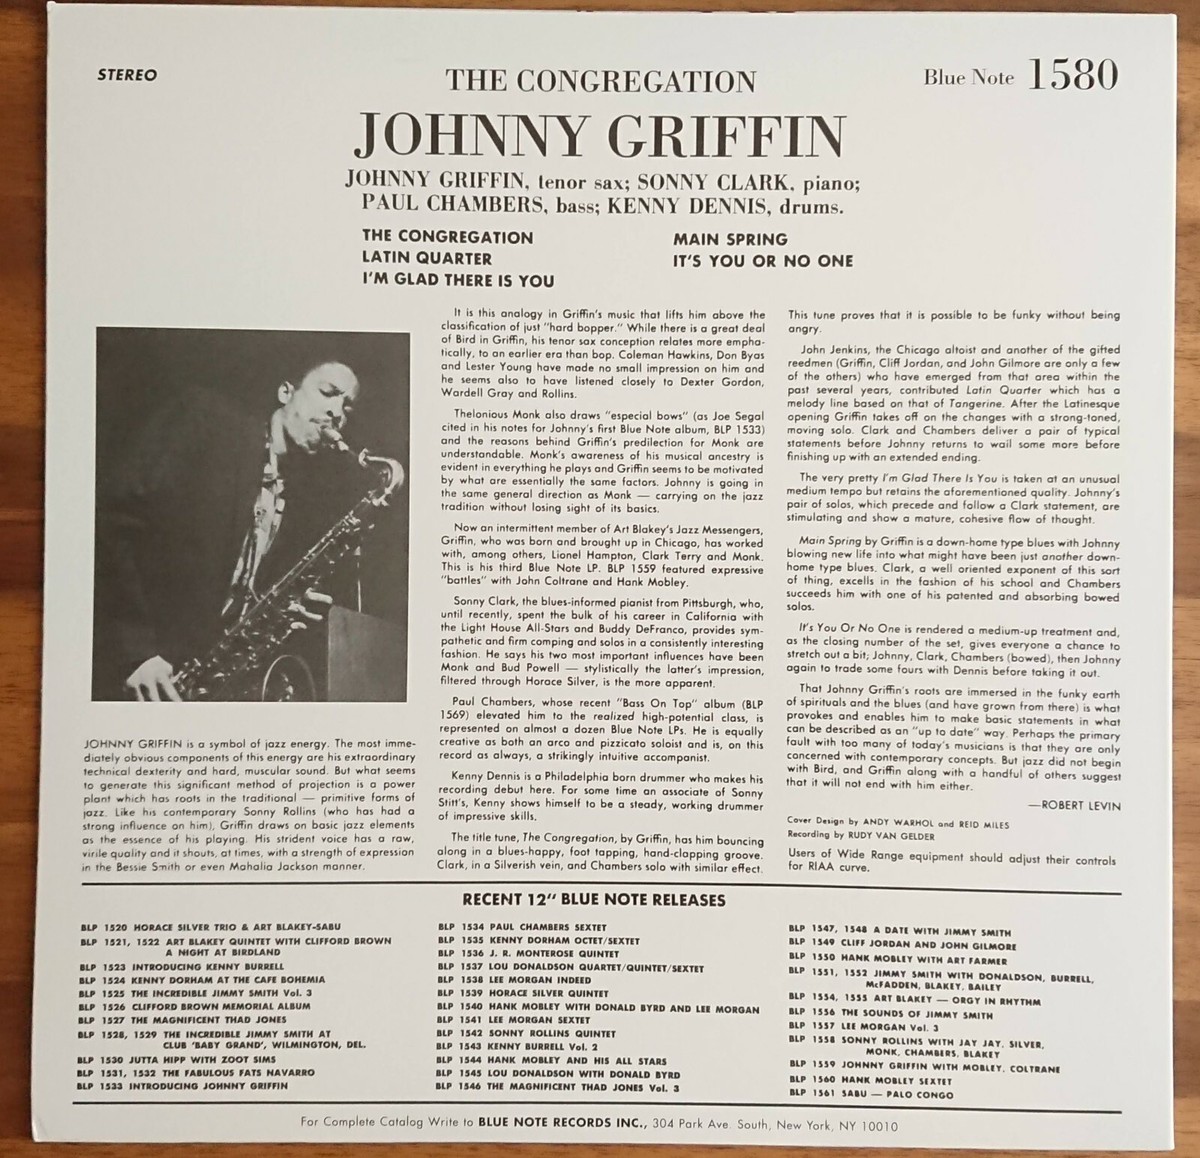 STEREO
THE CONGREGATION
Blue Note 1580
JOHNNY GRIFFIN
JOHNNY GRIFFIN, tenor sax; SONNY CLARK, piano;
PAUL CHAMBERS, bass; KENNY DENNIS, drums.
THE CONGREGATION
LATIN QUARTER
I'M GLAD THERE IS YOU
MAIN SPRING
IT'S YOU OR NO ONE
JOHNNY GRIFFIN is a symbol of jazz energy. The most imme-
diately obvious components of this energy are his extraordinary
technical dexterity and hard, muscular sound. But what seems
to generate this significant method of projection is a power
plant which has roots in the traditional — primitive forms of
jazz. Like his contemporary Sonny Rollins (who has had a
strong influence on him), Griffin draws on basic jazz elements
as the essence of his playing. His strident voice has a raw,
virile quality and it shouts, at times, with a strength of expression
in the Bessie Smith or even Mahalia Jackson manner.
It is this analogy in Griffin's music that lifts him above the
classification of just "hard bopper." While there is a great deal
of Bird in Griffin, his tenor sax conception relates more empha-
tically, to an earlier era than bop. Coleman Hawkins, Don Byas
and Lester Young have made no small impression on him and
he seems also to have listened closely to Dexter Gordon,
Wardell Gray and Rollins.
Thelonious Monk also draws "especial bows" (as Joe Segal
cited in his notes for Johnny's first Blue Note album, BLP 1533)
and the reasons behind Griffin's predilection for Monk are
understandable. Monk's awareness of his musical ancestry is
evident in everything he plays and Griffin seems to be motivated
by what are essentially the same factors. Johnny is going in
the same general direction as Monk — carrying on the jazz
tradition without losing sight of its basics.
Now an intermittent member of Art Blakey's Jazz Messengers,
Griffin, who was born and brought up in Chicago, has worked
with, among others, Lionel Hampton, Clark Terry and Monk.
This is his third Blue Note LP. BLP 1559 featured expressive
"battles" with John Coltrane and Hank Mobley.
Sonny Clark, the blues-informed pianist from Pittsburgh, who,
until recently, spent the bulk of his career in California with
the Light House All-Stars and Buddy DeFranco, provides sym-
pathetic and firm comping and solos in a consistently interesting
fashion. He says his two most important influences have been
Monk and Bud Powell — stylistically the latter's impression,
filtered through Horace Silver, is the more apparent.
Paul Chambers, whose recent "Bass On Top" album (BLP
1569) elevated him to the realized high-potential class, is
represented on almost a dozen Blue Note LPs. He is equally
creative as both an arco and pizzicato soloist and is, on this
record as always, a strikingly intuitive accompanist.
Kenny Dennis is a Philadelphia born drummer who makes his
recording debut here. For some time an associate of Sonny
Stitt's, Kenny shows himself to be a steady, working drummer
of impressive skills.
The title tune, The Congregation, by Griffin, has him bouncing
along in a blues-happy, foot tapping, hand-clapping groove.
Clark, in a Silverish vein, and Chambers solo with similar effect.
This tune proves that it is possible to be funky without being
angry.
John Jenkins, the Chicago altoist and another of the gifted
reedmen (Griffin, Cliff Jordan, and John Gilmore are only a few
of the others) who have emerged from that area within the
past several years, contributed Latin Quarter which has a
melody line based on that of Tangerine. After the Latinesque
opening Griffin takes off on the changes with a strong-toned,
moving solo. Clark and Chambers deliver a pair of typical
statements before Johnny returns to wail some more before
finishing up with an extended ending.
The very pretty I'm Glad There Is You is taken at an unusual
medium tempo but retains the aforementioned quality. Johnny's
pair of solos, which precede and follow a Clark statement, are
stimulating and show a mature, cohesive flow of thought.
Main Spring by Griffin is a down-home type blues with Johnny
blowing new life into what might have been just another down-
home type blues. Clark, a well oriented exponent of this sort
of thing, excells in the fashion of his school and Chambers
succeeds him with one of his patented and absorbing bowed
solos.
It's You Or No One is rendered a medium-up treatment and,
as the closing number of the set, gives everyone a chance to
stretch out a bit; Johnny, Clark, Chambers (bowed), then Johnny
again to trade some fours with Dennis before taking it out.
That Johnny Griffin's roots are immersed in the funky earth
of spirituals and the blues (and have grown from there) is what
provokes and enables him to make basic statements in what
can be described as an "up to date" way. Perhaps the primary
fault with too many of today's musicians is that they are only
concerned with contemporary concepts. But jazz did not begin
with Bird, and Griffin along with a handful of others suggest
that it will not end with him either.
—ROBERT LEVIN
Cover Design by ANDY WARHOL and REID MILES
Recording by RUDY VAN GELDER
Users of Wide Range equipment should adjust their controls
for RIAA curve.
RECENT 12" BLUE NOTE RELEASES
BLP 1520 HORACE SILVER TRIO & ART BLAKEY-SABU
BLP 1521, 1522 ART BLAKEY QUINTET WITH CLIFFORD BROWN
A NIGHT AT BIRDLAND
BLP 1523 INTRODUCING KENNY BURRELL
BLP 1524 KENNY DORHAM AT THE CAFE BOHEMIA
BLP 1525 THE INCREDIBLE JIMMY SMITH Vol. 3
BLP 1526 CLIFFORD BROWN MEMORIAL ALBUM
BLP 1527 THE MAGNIFICENT THAD JONES
BLP 1528, 1529 THE INCREDIBLE JIMMY SMITH AT
CLUB 'BABY GRAND', WILMINGTON, DEL.
BLP 1530 JUTTA HIPP WITH ZOOT SIMS
BLP 1531, 1532 THE FABULOUS FATS NAVARRO
BLP 1533 INTRODUCING JOHNNY GRIFFIN
BLP 1534 PAUL CHAMBERS SEXTET
BLP 1535 KENNY DORHAM OCTET/SEXTET
BLP 1536 J. R. MONTEROSE QUINTET
BLP 1537 LOU DONALDSON QUARTET/QUINTET/SEXTET
BLP 1538 LEE MORGAN INDEED
BLP 1539 HORACE SILVER QUINTET
BLP 1540 HANK MOBLEY WITH DONALD BYRD AND LEE MORGAN
BLP 1541 LEE MORGAN SEXTET
BLP 1542 SONNY ROLLINS QUINTET
BLP 1543 KENNY BURRELL Vol. 2
BLP 1544 HANK MOBLEY AND HIS ALL STARS
BLP 1545 LOU DONALDSON WITH DONALD BYRD
BLP 1546 THE MAGNIFICENT THAD JONES Vol. 3
BLP 1547, 1548 A DATE WITH JIMMY SMITH
BLP 1549 CLIFF JORDAN AND JOHN GILMORE
BLP 1550 HANK MOBLEY WITH ART FARMER
BLP 1551, 1552 JIMMY SMITH WITH DONALDSON, BURRELL,
McFADDEN, BLAKEY, BAILEY
BLP 1554, 1555 ART BLAKEY — ORGY IN RHYTHM
BLP 1556 THE SOUNDS OF JIMMY SMITH
BLP 1557 LEE MORGAN Vol. 3
BLP 1558 SONNY ROLLINS WITH JAY JAY, SILVER,
MONK, CHAMBERS, BLAKEY
BLP 1559 JOHNNY GRIFFIN WITH MOBLEY, COLTRANE
BLP 1560 HANK MOBLEY SEXTET
BLP 1561 SABU — PALO CONGO
For Complete Catalog Write to BLUE NOTE RECORDS INC., 304 Park Ave. South, New York, NY 10010